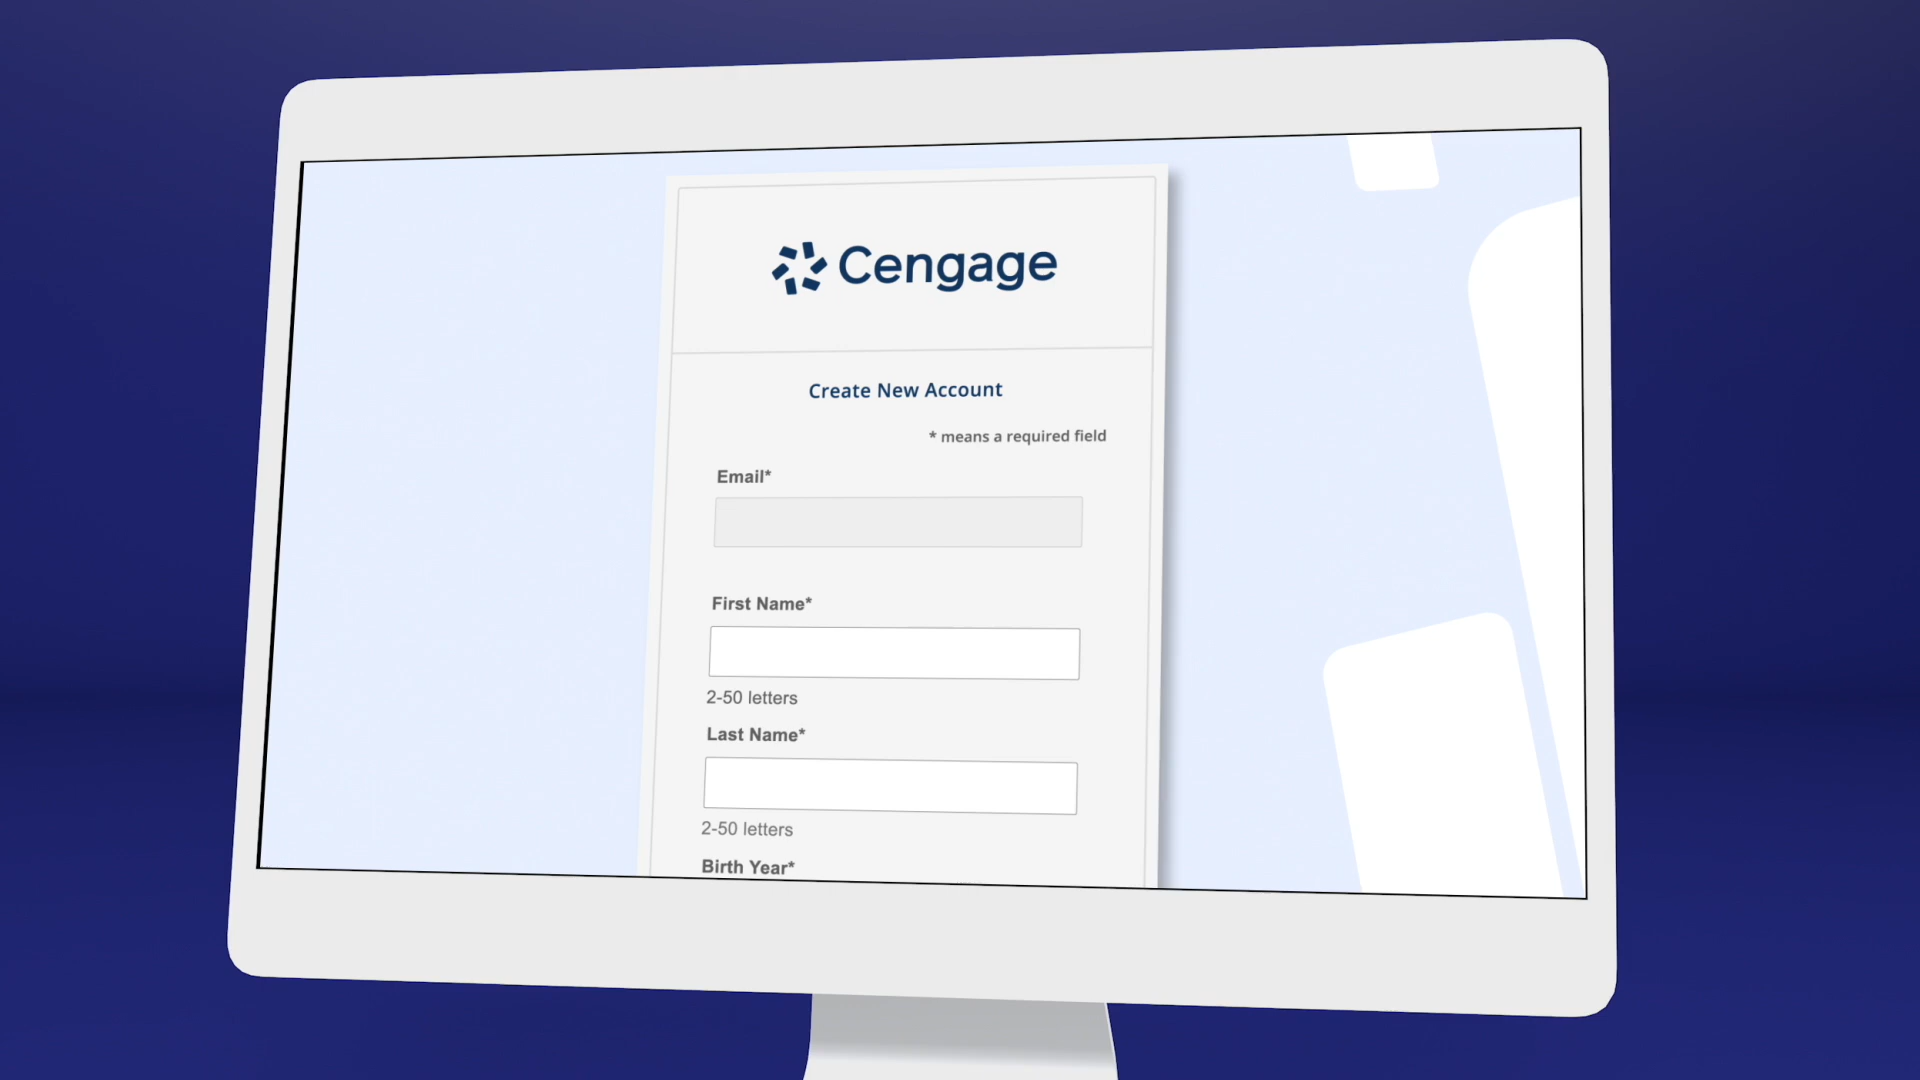 Cengage
Create New Account
* means a required field
Email*
First Name*
2-50 letters
Last Name*
2-50 letters
Birth Year*